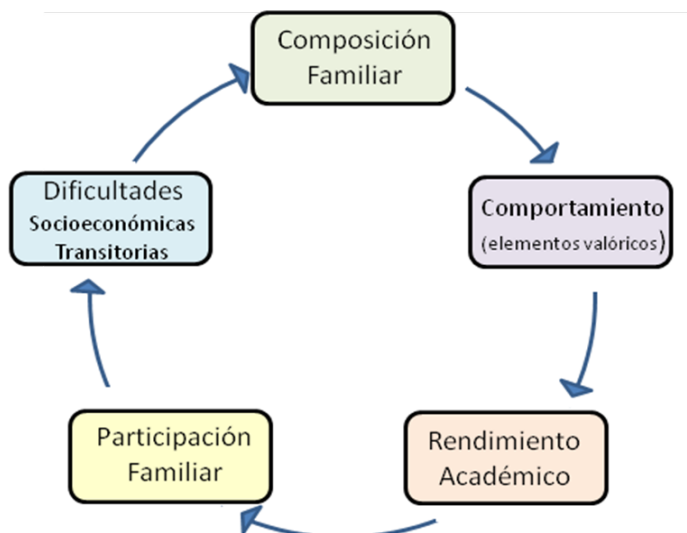 Composición
Familiar
Comportamiento
(elementos valóricos)
Rendimiento
Académico
Participación
Familiar
Dificultades
Socioeconómicas
Transitorias